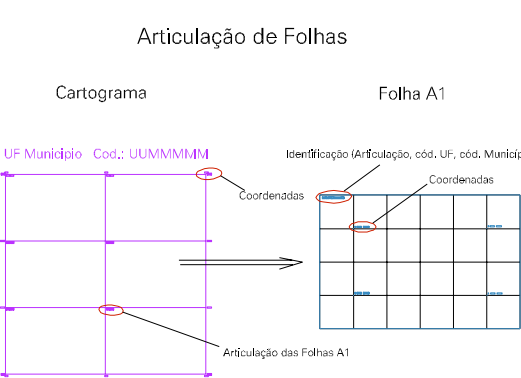 Articulação de Folhas
Cartograma
Folha A1
UF Municipio Cod.: UUMMMMM
Identificação (Articulação, cód. UF, cód. Municíp
Coordenadas
Coordenadas
Articulação das Folhas A1